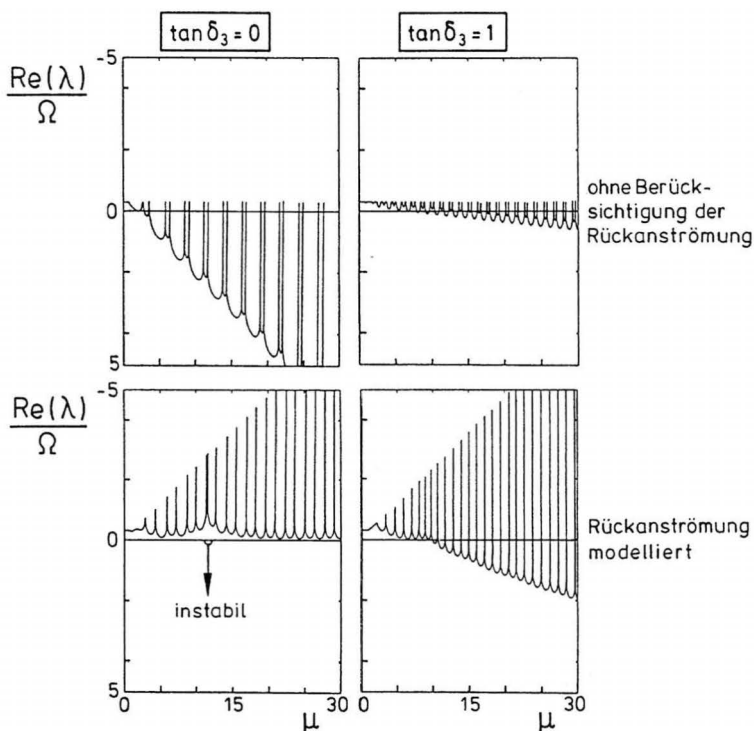 tan δ₃ = 0
tan δ₃ = 1
-5
Re(λ)
Ω
0
5
ohne Berück-
sichtigung der
Rückanströmung
-5
Re(λ)
Ω
0
instabil
5
Rückanströmung
modelliert
0 15 μ 30
0 15 μ 30